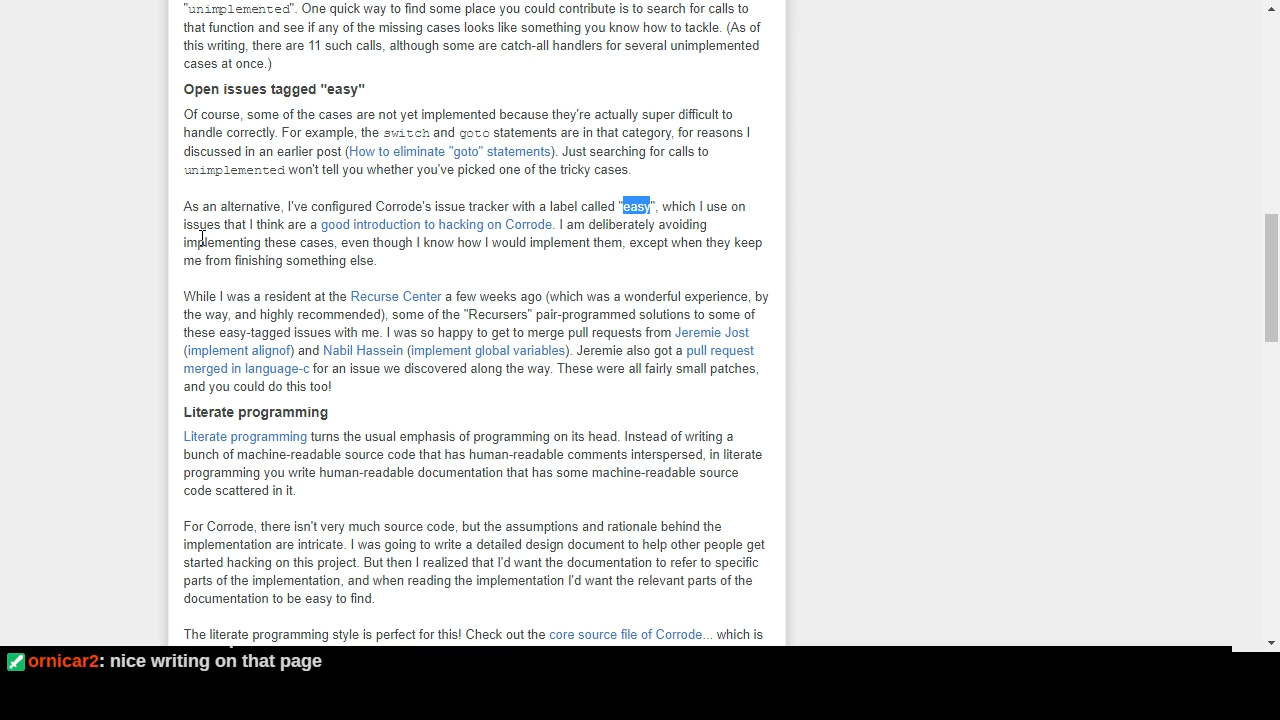 "unimplemented". One quick way to find some place you could contribute is to search for calls to
that function and see if any of the missing cases looks like something you know how to tackle. (As of
this writing, there are 11 such calls, although some are catch-all handlers for several unimplemented
cases at once.)
Open issues tagged "easy"
Of course, some of the cases are not yet implemented because they're actually super difficult to
handle correctly. For example, the switch and goto statements are in that category, for reasons I
discussed in an earlier post (How to eliminate "goto" statements). Just searching for calls to
unimplemented won't tell you whether you've picked one of the tricky cases.
As an alternative, I've configured Corrode's issue tracker with a label called "easy", which I use on
issues that I think are a good introduction to hacking on Corrode. I am deliberately avoiding
implementing these cases, even though I know how I would implement them, except when they keep
me from finishing something else.
While I was a resident at the Recurse Center a few weeks ago (which was a wonderful experience, by
the way, and highly recommended), some of the "Recursers" pair-programmed solutions to some of
these easy-tagged issues with me. I was so happy to get to merge pull requests from Jeremie Jost
(implement alignof) and Nabil Hassein (implement global variables). Jeremie also got a pull request
merged in language-c for an issue we discovered along the way. These were all fairly small patches,
and you could do this too!
Literate programming
Literate programming turns the usual emphasis of programming on its head. Instead of writing a
bunch of machine-readable source code that has human-readable comments interspersed, in literate
programming you write human-readable documentation that has some machine-readable source
code scattered in it.
For Corrode, there isn't very much source code, but the assumptions and rationale behind the
implementation are intricate. I was going to write a detailed design document to help other people get
started hacking on this project. But then I realized that I'd want the documentation to refer to specific
parts of the implementation, and when reading the implementation I'd want the relevant parts of the
documentation to be easy to find.
The literate programming style is perfect for this! Check out the core source file of Corrode... which is
ornicar2: nice writing on that page